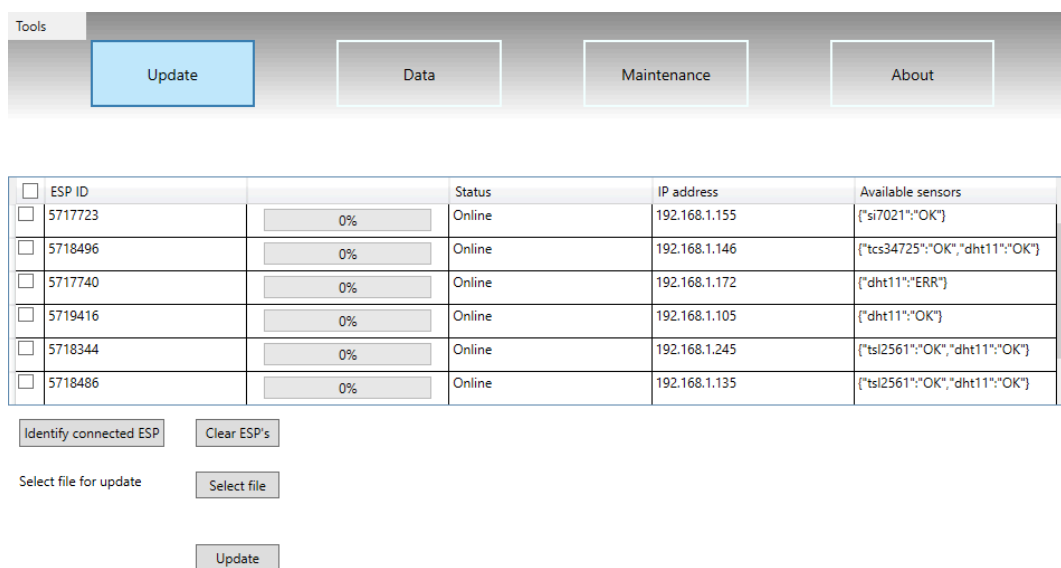 Tools
Update Data Maintenance About
ESP ID Status IP address Available sensors
5717723 0% Online 192.168.1.155 {"si7021":"OK"}
5718496 0% Online 192.168.1.146 {"tcs34725":"OK","dht11":"OK"}
5717740 0% Online 192.168.1.172 {"dht11":"ERR"}
5719416 0% Online 192.168.1.105 {"dht11":"OK"}
5718344 0% Online 192.168.1.245 {"tsl2561":"OK","dht11":"OK"}
5718486 0% Online 192.168.1.135 {"tsl2561":"OK","dht11":"OK"}
Identify connected ESP Clear ESP's
Select file for update Select file
Update